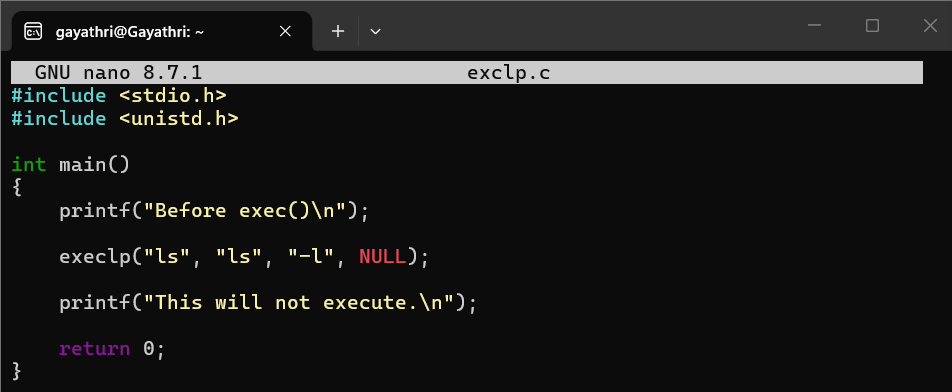 gayathri@Gayathri: ~
GNU nano 8.7.1 exclp.c
#include <stdio.h>
#include <unistd.h>
int main()
{
printf("Before exec()\n");
execlp("ls", "ls", "-l", NULL);
printf("This will not execute.\n");
return 0;
}